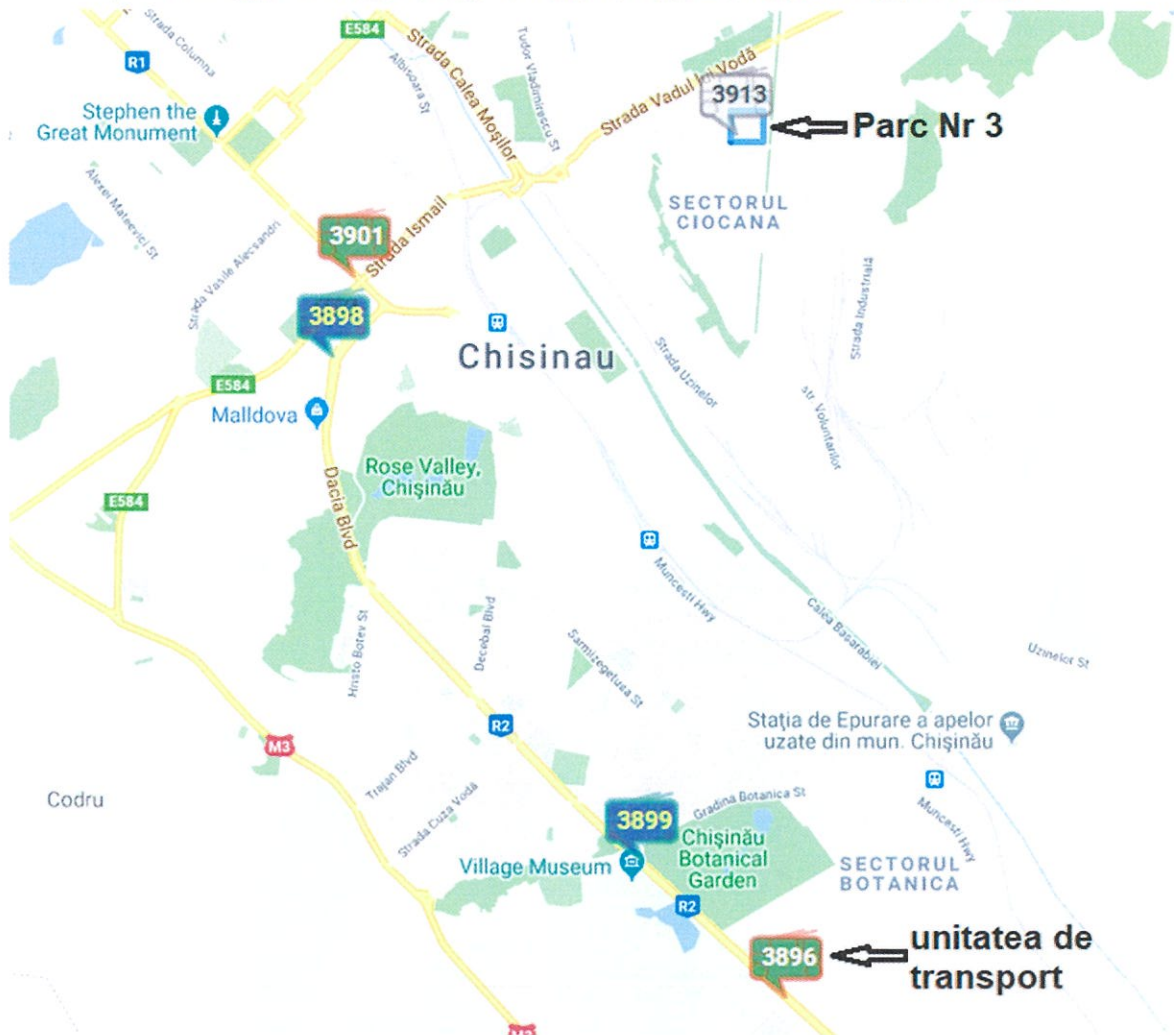 E584
Strada Columna
R1
Strada Calea Moşilor
Albisoara St
Tudor Vladimirescu St
Strada Vadul lui Vodă
3913
Parc Nr 3
Stephen the
Great Monument
Alexei Mateevici St
SECTORUL
CIOCANA
Strada Vasile Alecsandri
3901
Strada Ismail
3898
Chisinau
Strada Industrială
Strada Uzinelor
E584
Malldova
str. Voluntarilor
Rose Valley,
Chişinău
E584
Dacia Blvd
Muncesti Hwy
Calea Basarabiei
Hristo Botev St
Decebal Blvd
Sarmizegetusa St
Uzinelor St
R2
Staţia de Epurare a apelor
uzate din mun. Chişinău
M3
Trajan Blvd
Codru
Strada Cuza Vodă
Gradina Botanica St
Muncesti Hwy
3899
Chişinău
Botanical
Garden
Village Museum
SECTORUL
BOTANICA
R2
3896
unitatea de
transport